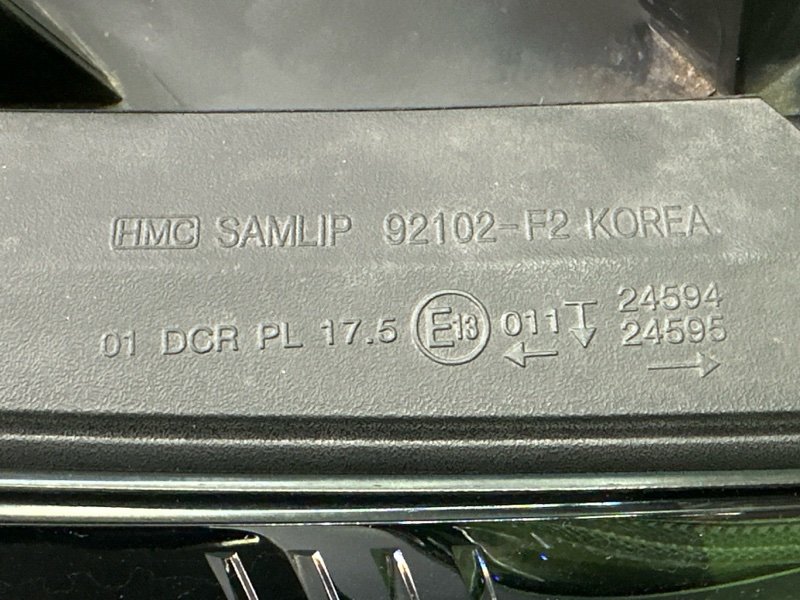 HMC SAMLIP 92102-F2 KOREA
01 DCR PL 17.5 E13 011 24594
24595